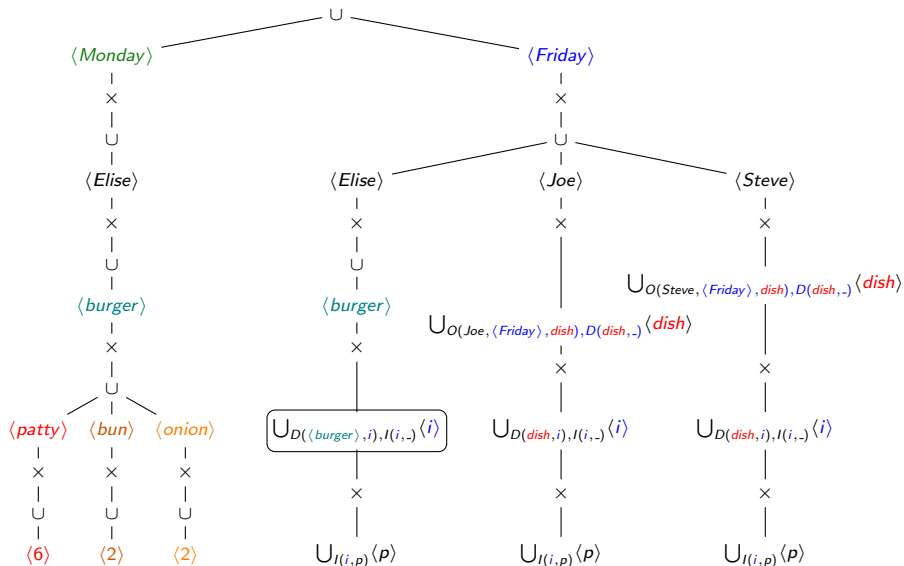 ∪
⟨Monday⟩ ⟨Friday⟩
× ×
∪ ∪
⟨Elise⟩ ⟨Elise⟩ ⟨Joe⟩ ⟨Steve⟩
× × × ×
∪ ∪
⋃O(Steve,⟨Friday⟩,dish),D(dish,_)⟨dish⟩
⟨burger⟩ ⟨burger⟩
⋃O(Joe,⟨Friday⟩,dish),D(dish,_)⟨dish⟩
× ×
× ×
∪
⟨patty⟩ ⟨bun⟩ ⟨onion⟩ ⋃D(⟨burger⟩,i),I(i,_)⟨i⟩ ⋃D(dish,i),I(i,_)⟨i⟩ ⋃D(dish,i),I(i,_)⟨i⟩
× × ×
× × ×
∪ ∪ ∪
⟨6⟩ ⟨2⟩ ⟨2⟩ ⋃I(i,p)⟨p⟩ ⋃I(i,p)⟨p⟩ ⋃I(i,p)⟨p⟩